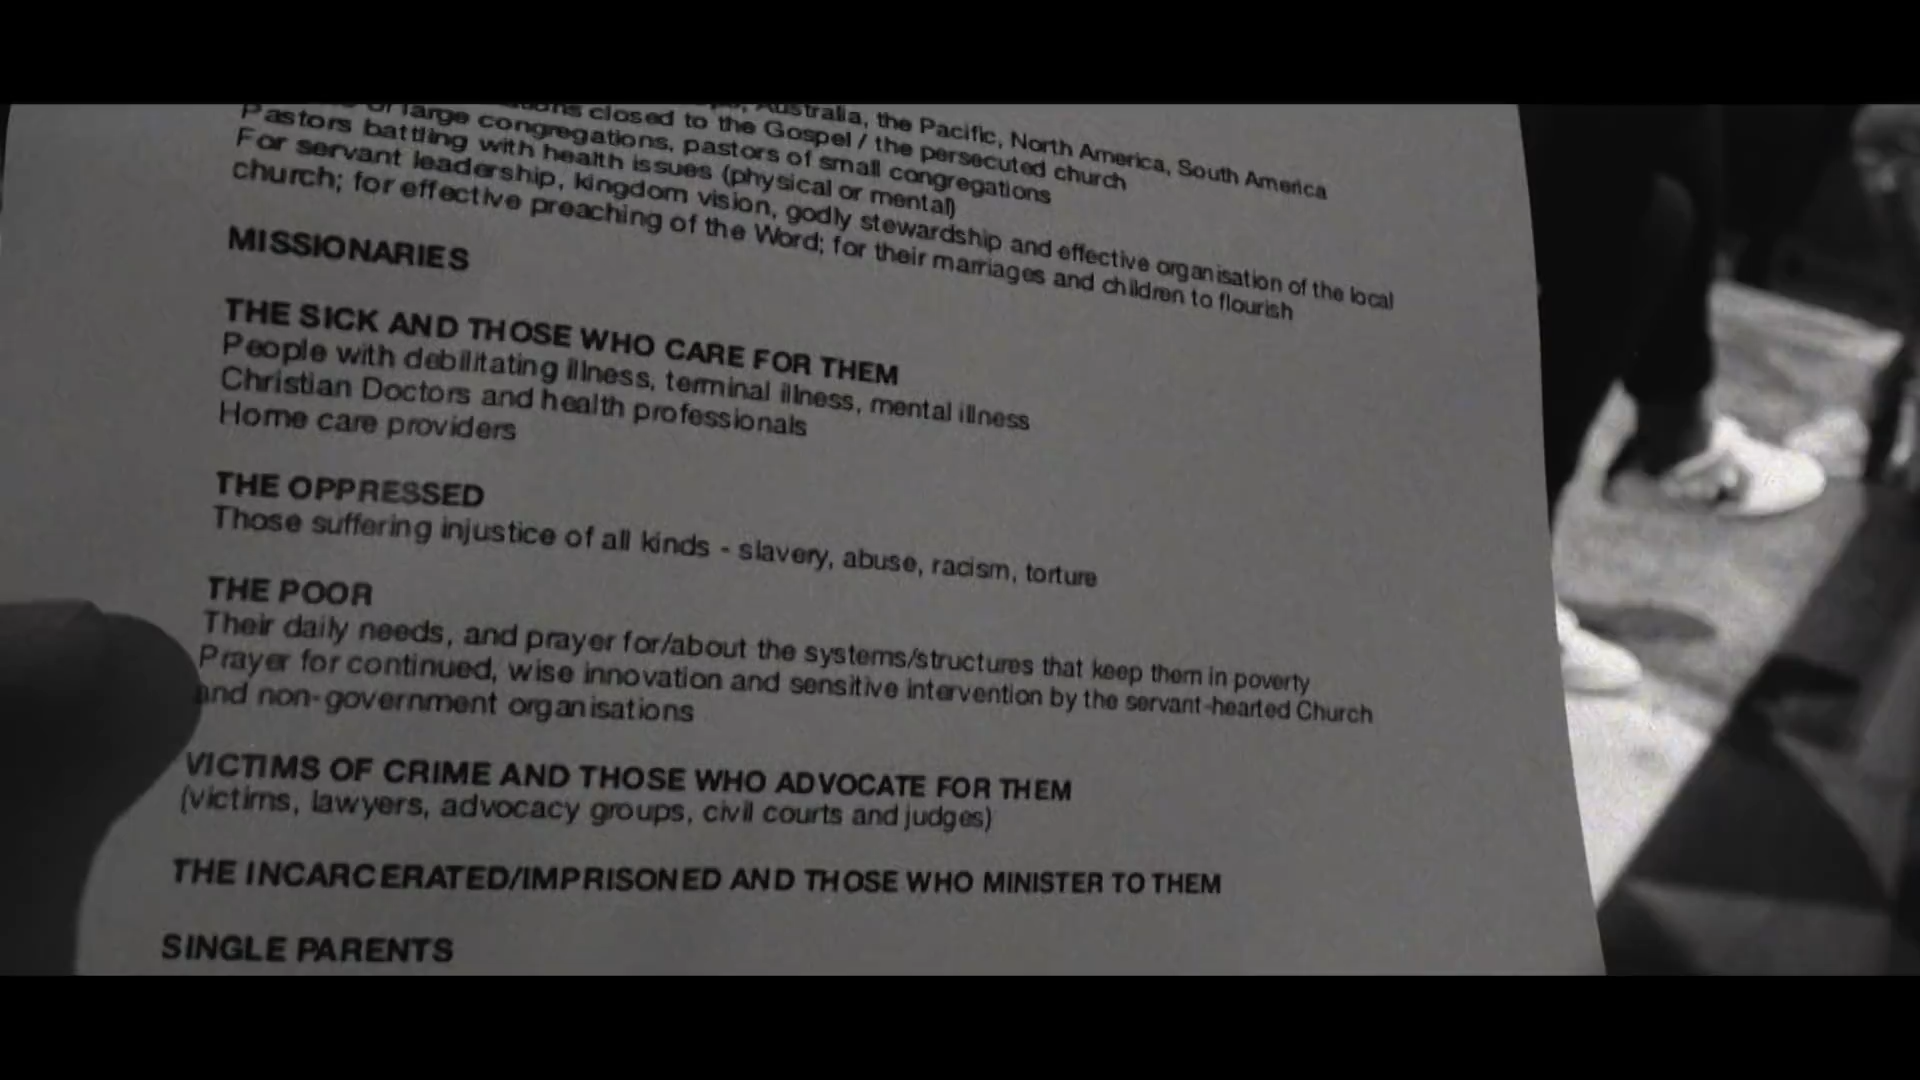 Australia, the Pacific, North America, South America
closed to the Gospel / the persecuted church
of large congregations, pastors of small congregations
Pastors battling with health issues (physical or mental)
For servant leadership, kingdom vision, godly stewardship and effective organisation of the local
church; for effective preaching of the Word; for their marriages and children to flourish
MISSIONARIES
THE SICK AND THOSE WHO CARE FOR THEM
People with debilitating illness, terminal illness, mental illness
Christian Doctors and health professionals
Home care providers
THE OPPRESSED
Those suffering injustice of all kinds - slavery, abuse, racism, torture
THE POOR
Their daily needs, and prayer for/about the systems/structures that keep them in poverty
Prayer for continued, wise innovation and sensitive intervention by the servant-hearted Church
and non-government organisations
VICTIMS OF CRIME AND THOSE WHO ADVOCATE FOR THEM
(victims, lawyers, advocacy groups, civil courts and judges)
THE INCARCERATED/IMPRISONED AND THOSE WHO MINISTER TO THEM
SINGLE PARENTS